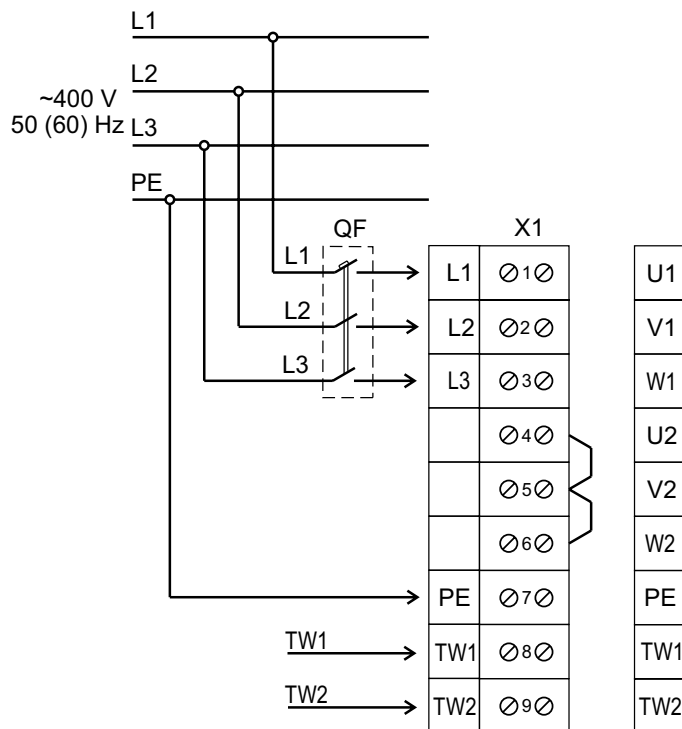 L1
L2
~400 V
50 (60) Hz
L3
PE
QF
X1
L1
L1
1
U1
L2
L2
2
V1
L3
L3
3
W1
4
U2
5
V2
6
W2
PE
7
PE
TW1
TW1
8
TW1
TW2
TW2
9
TW2